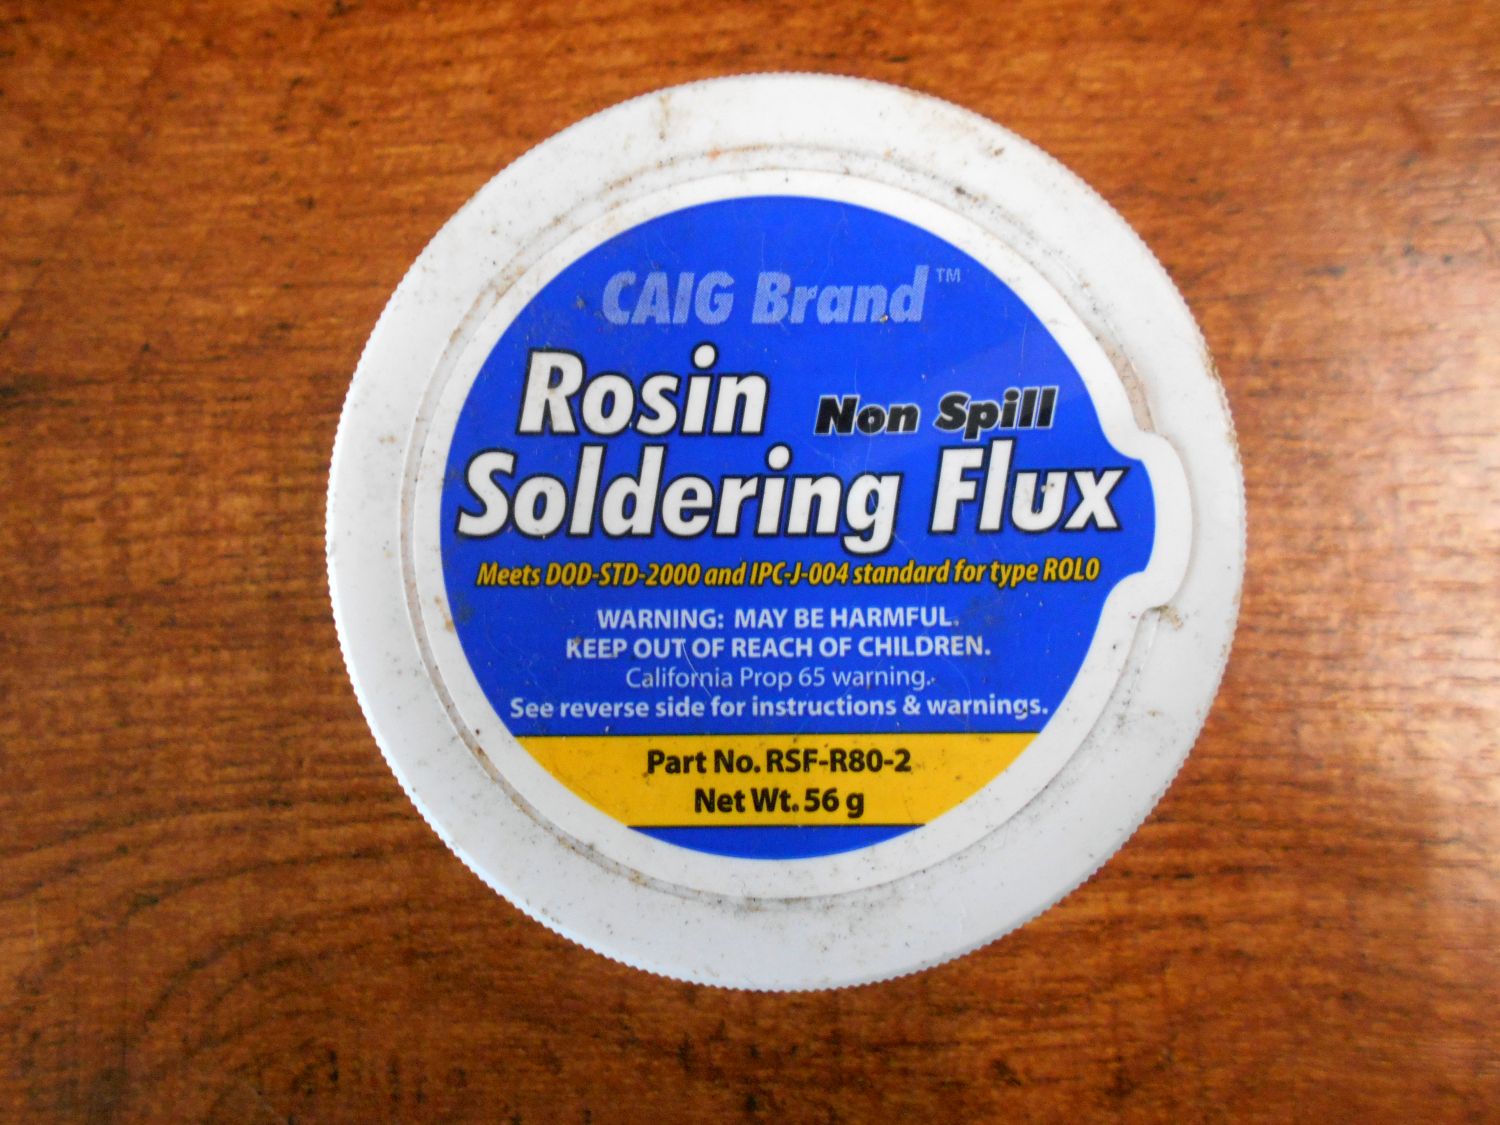 CAIG Brand™
Rosin Non Spill
Soldering Flux
Meets DOD-STD-2000 and IPC-J-004 standard for type ROL0
WARNING: MAY BE HARMFUL.
KEEP OUT OF REACH OF CHILDREN.
California Prop 65 warning.
See reverse side for instructions & warnings.
Part No. RSF-R80-2
Net Wt. 56 g